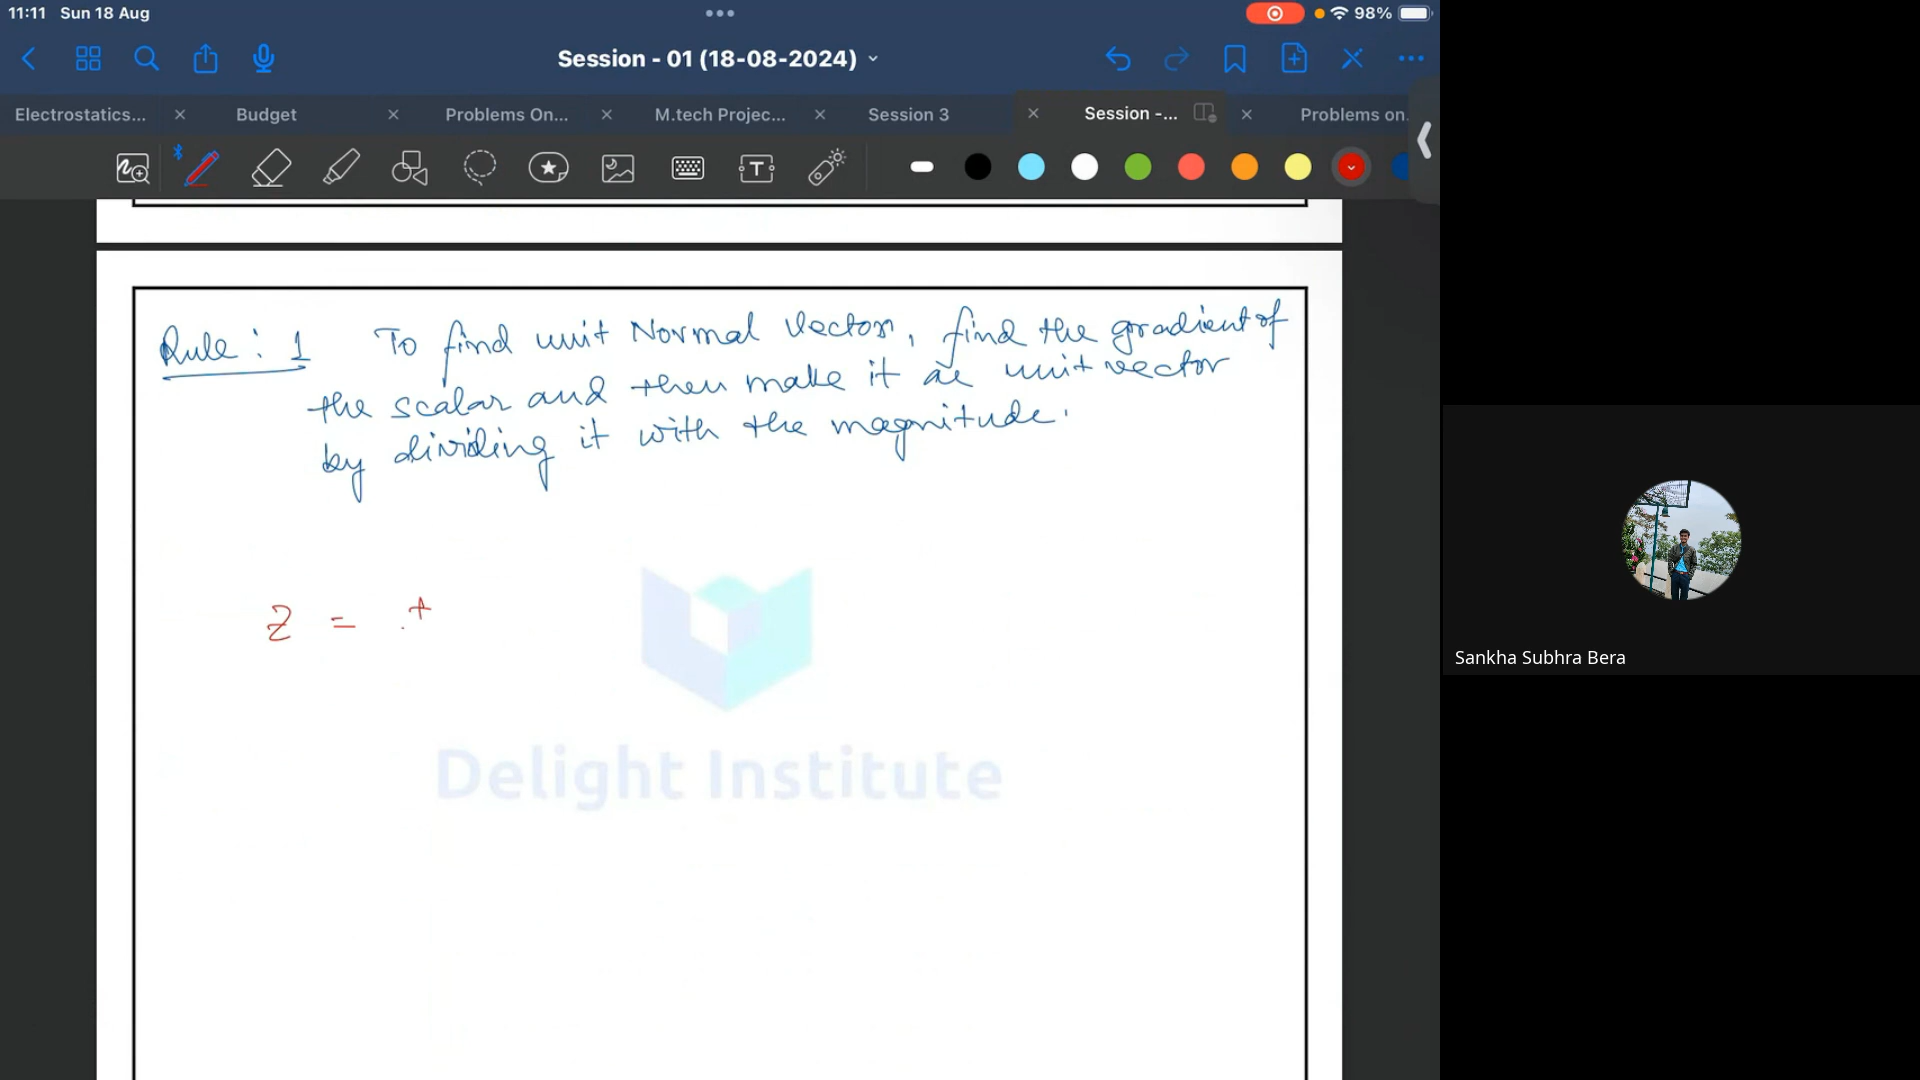 11:11 Sun 18 Aug
98%
Session - 01 (18-08-2024)
Electrostatics...
Budget
Problems On...
M.tech Projec...
Session 3
Session -...
Problems on.
Rule : 1 To find unit Normal Vector, find the gradient of
the scalar and then make it as unit vector
by dividing it with the magnitude.
Z = +
Delight Institute
Sankha Subhra Bera